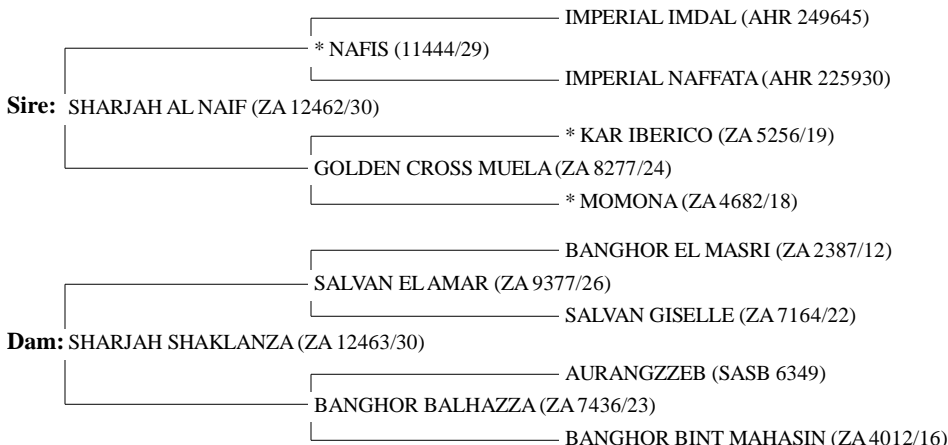 IMPERIAL IMDAL (AHR 249645)
* NAFIS (11444/29)
IMPERIAL NAFFATA (AHR 225930)
Sire: SHARJAH AL NAIF (ZA 12462/30)
* KAR IBERICO (ZA 5256/19)
GOLDEN CROSS MUELA (ZA 8277/24)
* MOMONA (ZA 4682/18)
BANGHOR EL MASRI (ZA 2387/12)
SALVAN EL AMAR (ZA 9377/26)
SALVAN GISELLE (ZA 7164/22)
Dam: SHARJAH SHAKLANZA (ZA 12463/30)
AURANGZZEB (SASB 6349)
BANGHOR BALHAZZA (ZA 7436/23)
BANGHOR BINT MAHASIN (ZA 4012/16)